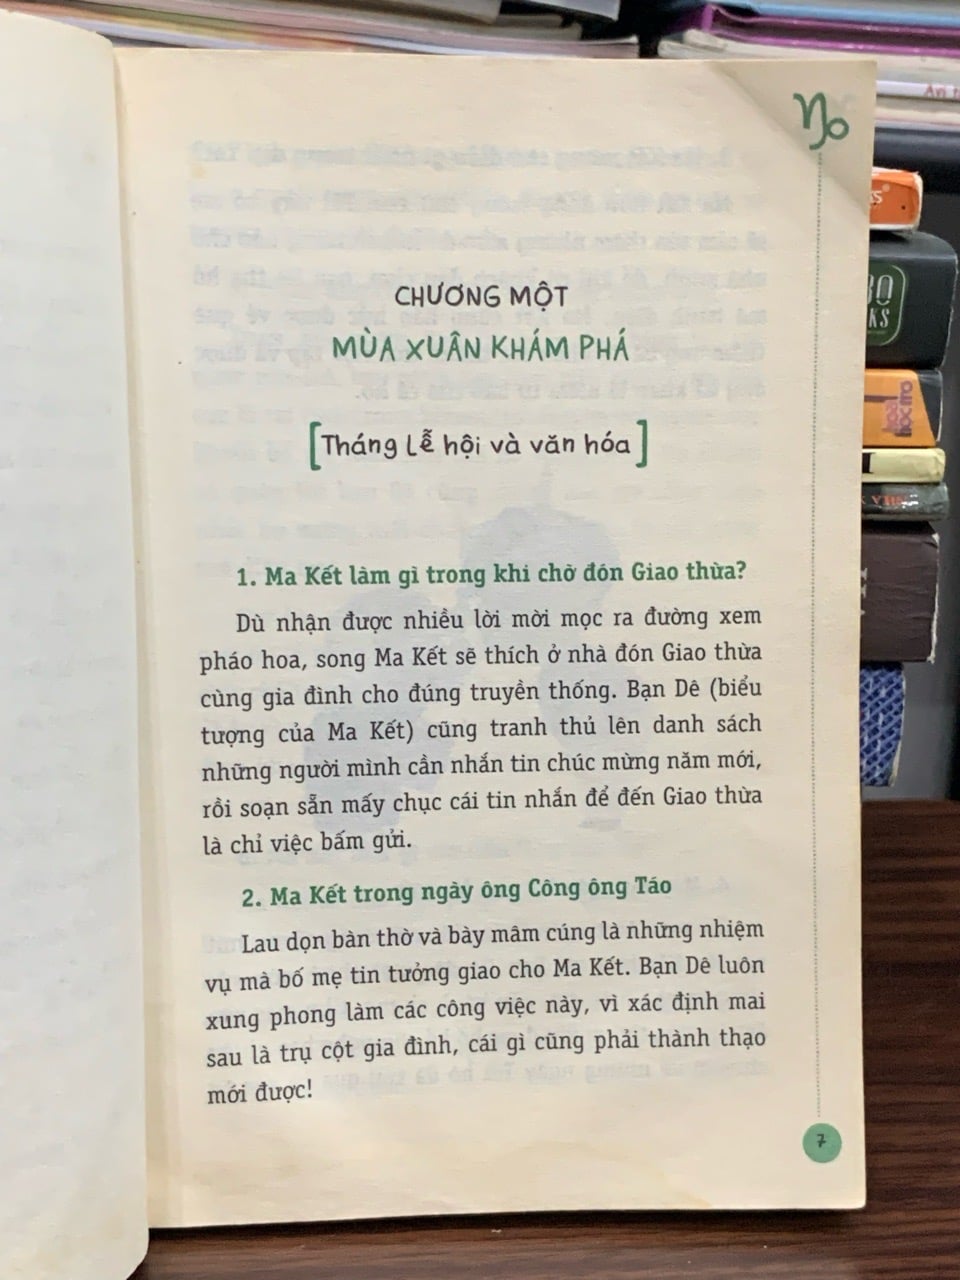 CHƯƠNG MỘT
MÙA XUÂN KHÁM PHÁ
[Tháng Lễ hội và văn hóa]
1. Ma Kết làm gì trong khi chờ đón Giao thừa?
Dù nhận được nhiều lời mời mọc ra đường xem
pháo hoa, song Ma Kết sẽ thích ở nhà đón Giao thừa
cùng gia đình cho đúng truyền thống. Bạn Dê (biểu
tượng của Ma Kết) cũng tranh thủ lên danh sách
những người mình cần nhắn tin chúc mừng năm mới,
rồi soạn sẵn mấy chục cái tin nhắn để đến Giao thừa
là chỉ việc bấm gửi.
2. Ma Kết trong ngày ông Công ông Táo
Lau dọn bàn thờ và bày mâm cúng là những nhiệm
vụ mà bố mẹ tin tưởng giao cho Ma Kết. Bạn Dê luôn
xung phong làm các công việc này, vì xác định mai
sau là trụ cột gia đình, cái gì cũng phải thành thạo
mới được!
7